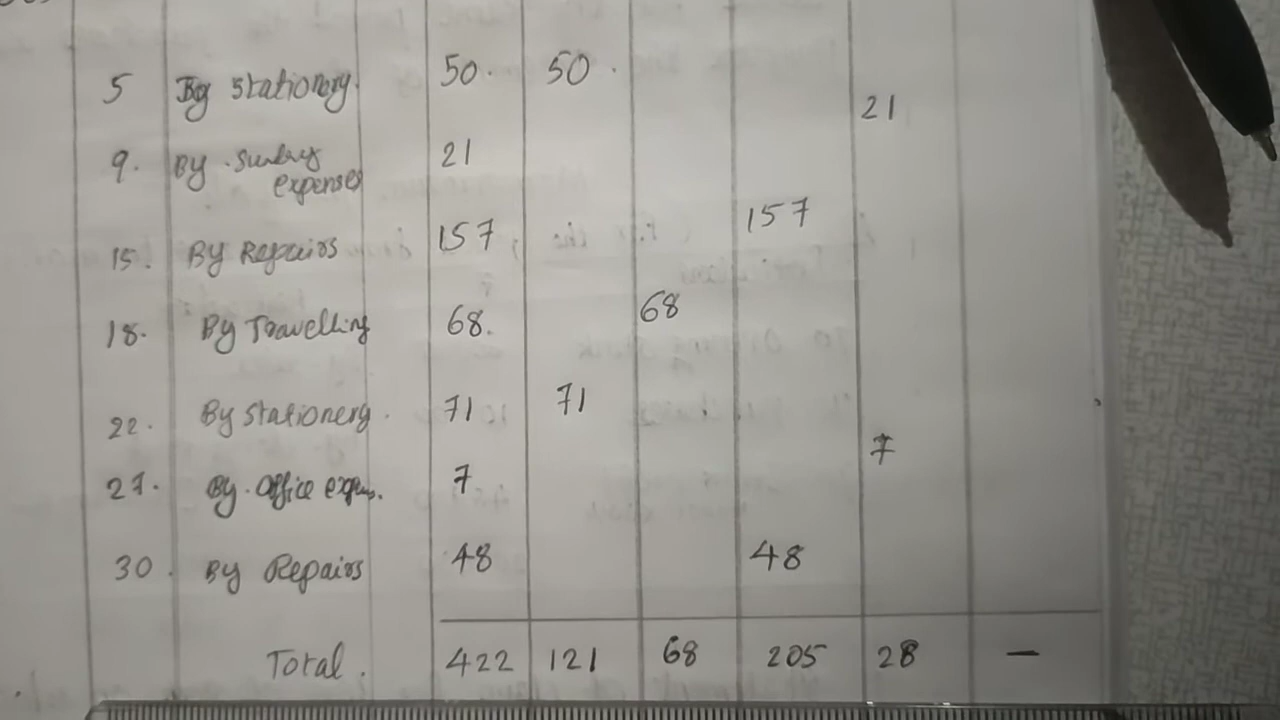 5 By Stationery 50. 50.
21
9. By Sundry 21
expenses
157
15. By Repairs 157
18. By Travelling 68. 68
22. By Stationery. 71 71
7
27. By Office 7
30. By Repairs 48 48
Total. 422 121 68 205 28 —